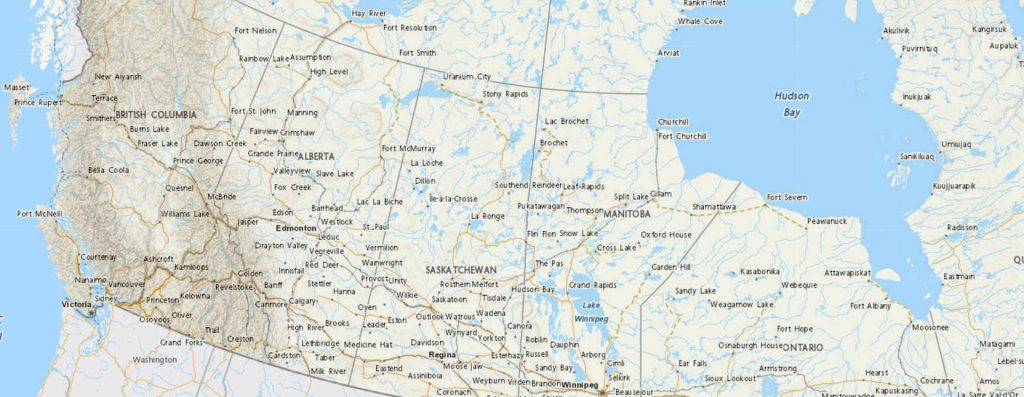 Rankin Inlet
Hay River
Fort Resolution
Whale Cove
Akulivik
Kangirsuk
Fort Nelson
Puvirnituq
Aupaluk
Arviat
Fort Smith
Rainbow Lake
Assumption
High Level
Uranium City
New Aiyansh
Masset
Stony Rapids
Hudson
Bay
Inukjuak
Terrace
Prince Rupert
Smithers
BRITISH COLUMBIA
Fort St. John
Manning
Lac Brochet
Churchill
Burns Lake
Fort Churchill
Fraser Lake
Dawson Creek
Fairview
Grimshaw
Brochet
Umiujaq
Grande Prairie
ALBERTA
Fort McMurray
Sanikiluaq
Prince George
La Loche
Bella Coola
Valleyview
Slave Lake
Dillon
Southend
Reindeer
Leaf-Rapids
Kuujjuarapik
Quesnel
McBride
Fox Creek
Île-à-la-Crosse
Split Lake
Gillam
Fort Severn
Lac La Biche
Pukatawagan
Thompson
Shamattawa
Port McNeill
Williams Lake
Jasper
Edson
Barrhead
La Ronge
MANITOBA
Peawanuck
Westlock
St. Paul
Radisson
Edmonton
Leduc
Flin Flon
Snow Lake
Oxford House
Drayton Valley
Vermilion
Cross Lake
Courtenay
Ashcroft
Vegreville
Wainwright
The Pas
Garden Hill
Kamloops
Golden
Innisfail
Red Deer
SASKATCHEWAN
Kasabonika
Attawapiskat
Nanaimo
Vancouver
Revelstoke
Banff
Stettler
Provost
Unity
Rosthern
Melfort
Grand Rapids
Webequie
Eastmain
Sidney
Kelowna
Hanna
Wilkie
Hudson Bay
Sandy Lake
Victoria
Princeton
Canmore
Saskatoon
Tisdale
Lake
Winnipeg
Weagamow Lake
Fort Albany
Oyen
Osoyoos
Oliver
Calgary
Brooks
Outlook
Watrous
Wadena
Moosonee
High River
Leader
Eston
Canora
Fort Hope
Trail
Wynyard
Roblin
Washington
Grand Forks
Creston
Lethbridge
Medicine Hat
Davidson
Yorkton
Dauphin
Osnaburgh House
ONTARIO
Matagami
Cardston
Taber
Regina
Esterhazy
Russell
Arborg
Lebel-su
Milk River
Moose Jaw
Sandy Bay
Gimli
Ear Falls
Armstrong
Hearst
Eastend
Assiniboia
Weyburn
Virden
Brandon
Winnipeg
Selkirk
Sioux Lookout
Cochrane
Amos
Coronach
Beausejour
Manitouwadge
Kapuskasing
La Sarre
Val-d'Or